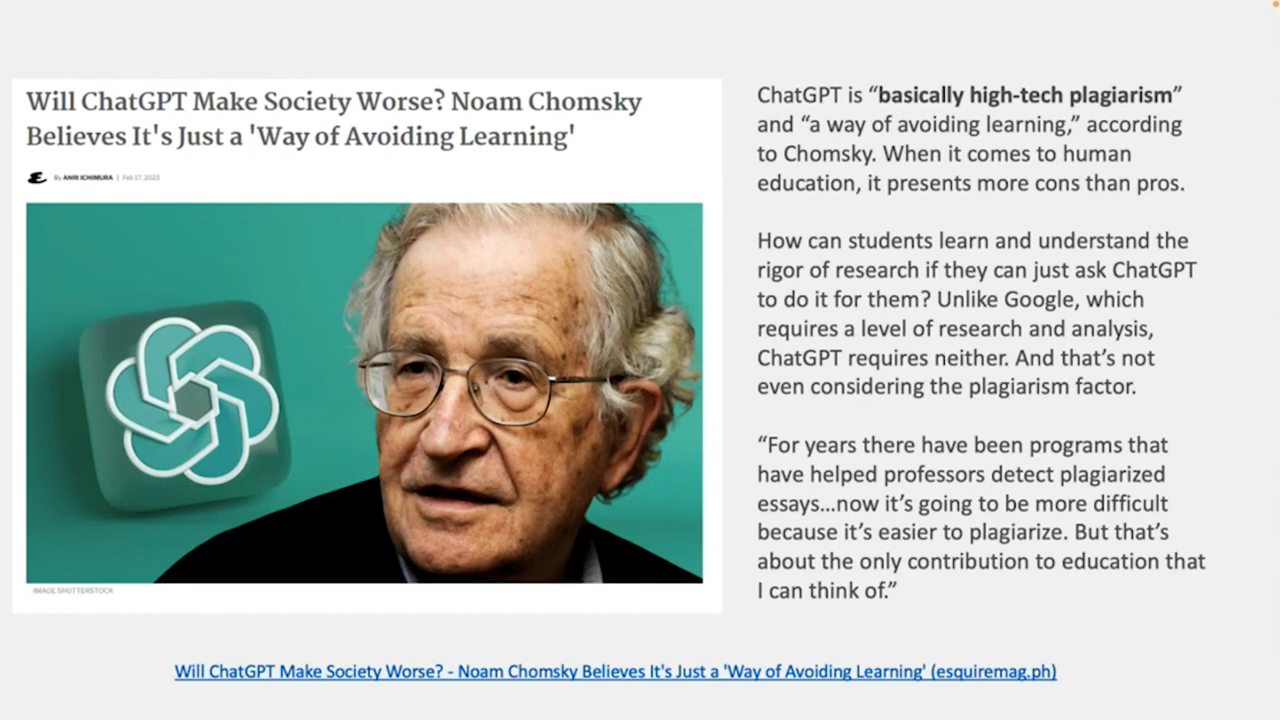 Will ChatGPT Make Society Worse? Noam Chomsky
Believes It's Just a 'Way of Avoiding Learning'
By ANRI ICHIMURA | Feb 17, 2023
IMAGE SHUTTERSTOCK
ChatGPT is “basically high-tech plagiarism”
and “a way of avoiding learning,” according
to Chomsky. When it comes to human
education, it presents more cons than pros.
How can students learn and understand the
rigor of research if they can just ask ChatGPT
to do it for them? Unlike Google, which
requires a level of research and analysis,
ChatGPT requires neither. And that’s not
even considering the plagiarism factor.
“For years there have been programs that
have helped professors detect plagiarized
essays…now it’s going to be more difficult
because it’s easier to plagiarize. But that’s
about the only contribution to education that
I can think of.”
Will ChatGPT Make Society Worse? - Noam Chomsky Believes It's Just a 'Way of Avoiding Learning' (esquiremag.ph)